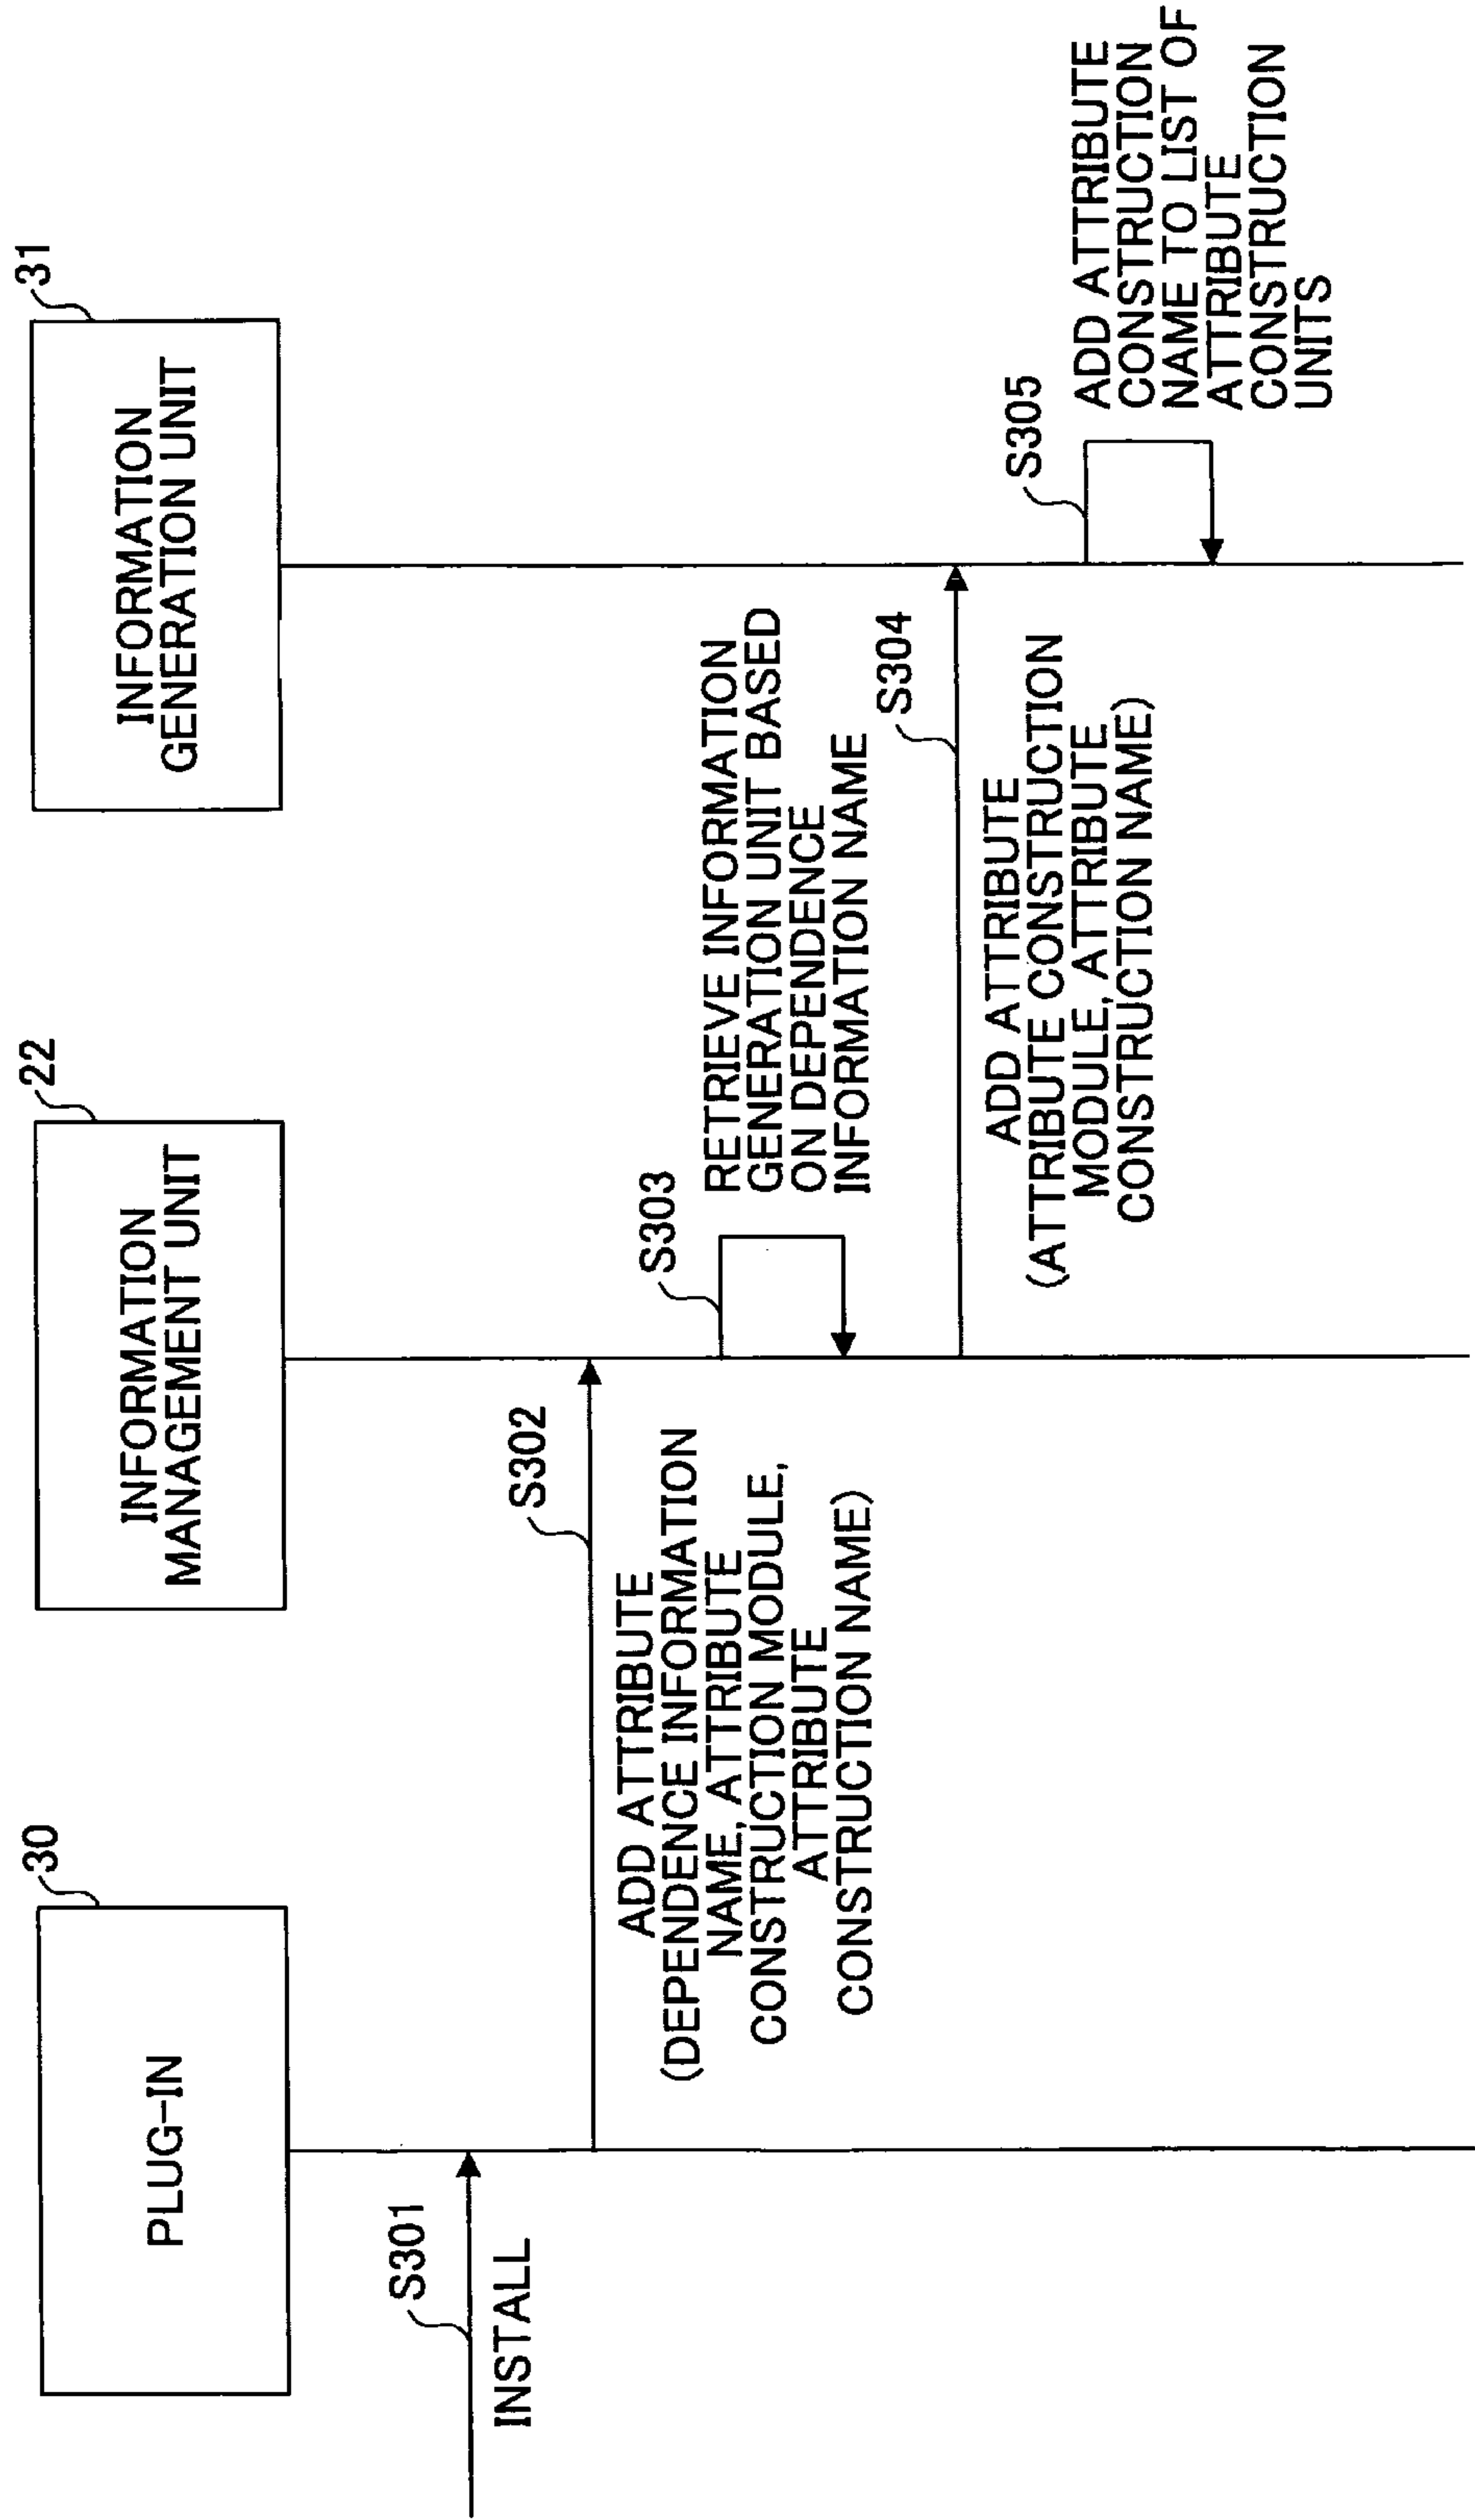 30
PLUG-IN
22
INFORMATION
MANAGEMENT UNIT
31
INFORMATION
GENERATION UNIT
S301
INSTALL
S302
ADD ATTRIBUTE
(DEPENDENCE INFORMATION
NAME, ATTRIBUTE
CONSTRUCTION MODULE,
ATTRIBUTE
CONSTRUCTION NAME)
S303
RETRIEVE INFORMATION
GENERATION UNIT BASED
ON DEPENDENCE
INFORMATION NAME
S304
ADD ATTRIBUTE
(ATTRIBUTE CONSTRUCTION
MODULE, ATTRIBUTE
CONSTRUCTION NAME)
S305
ADD ATTRIBUTE
CONSTRUCTION
NAME TO LIST OF
ATTRIBUTE
CONSTRUCTION
UNITS